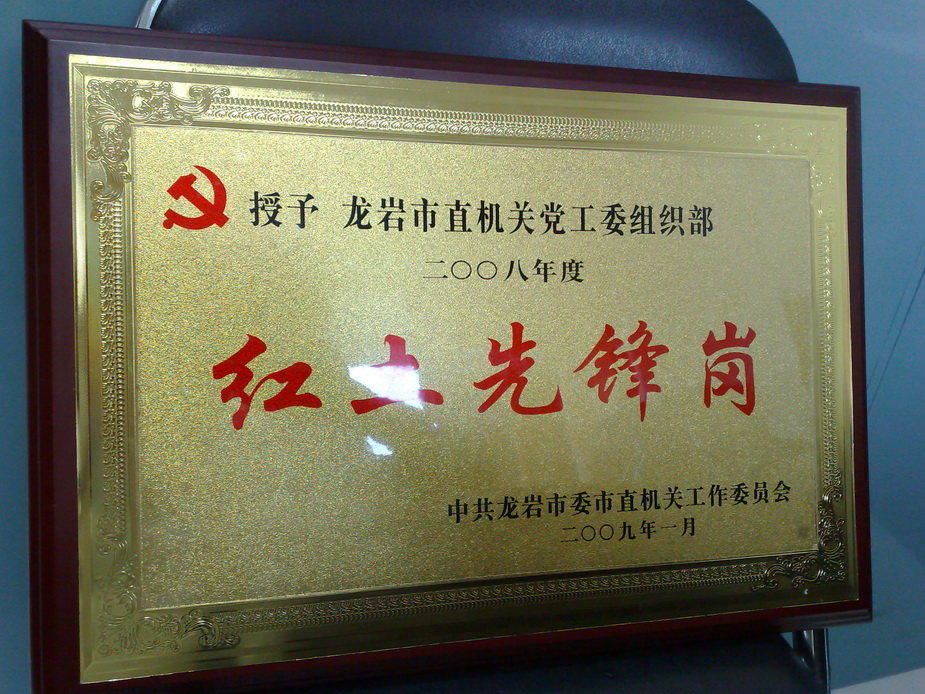 授予 龙岩市直机关党工委组织部
二〇〇八年度
红土先锋岗
中共龙岩市委市直机关工作委员会
二〇〇九年一月